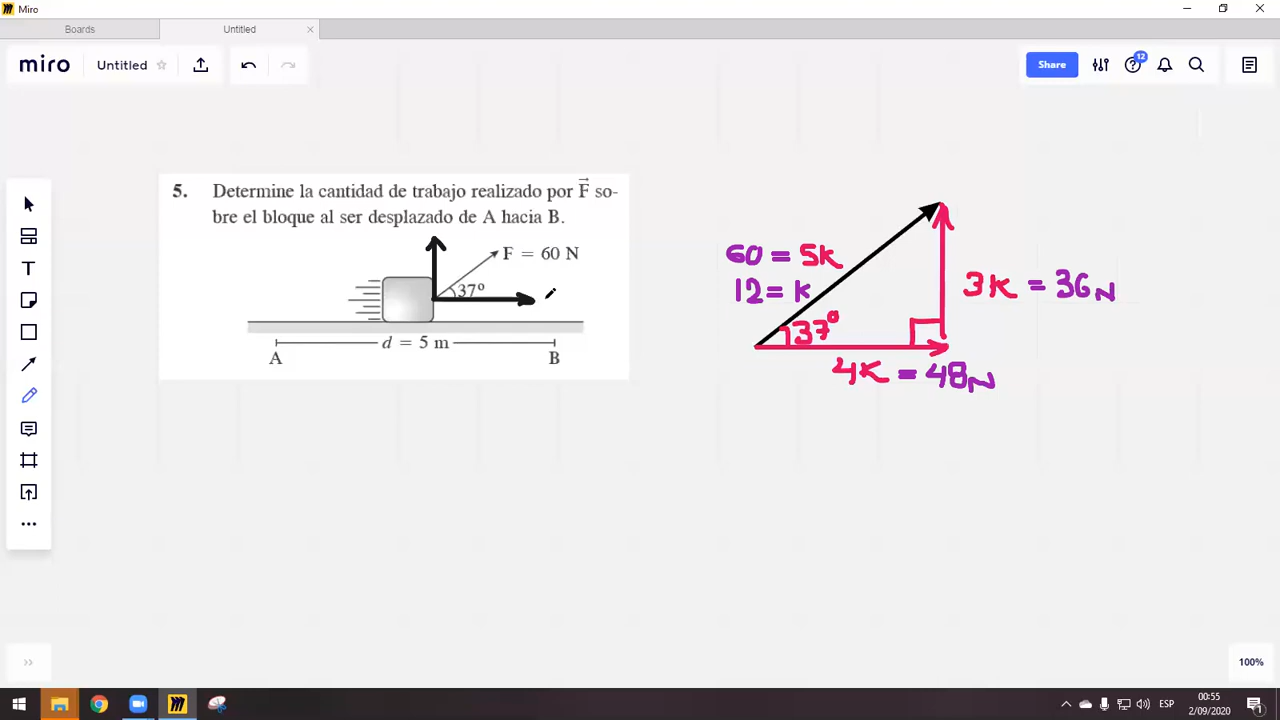 Miro
Boards
Untitled
miro
Untitled
Share
12
5. Determine la cantidad de trabajo realizado por F so-
bre el bloque al ser desplazado de A hacia B.
F = 60 N
37°
d = 5 m
A
B
60 = 5K
12 = K
37°
3K = 36N
4K = 48N
T
100%
ESP
00:55
2/09/2020
1